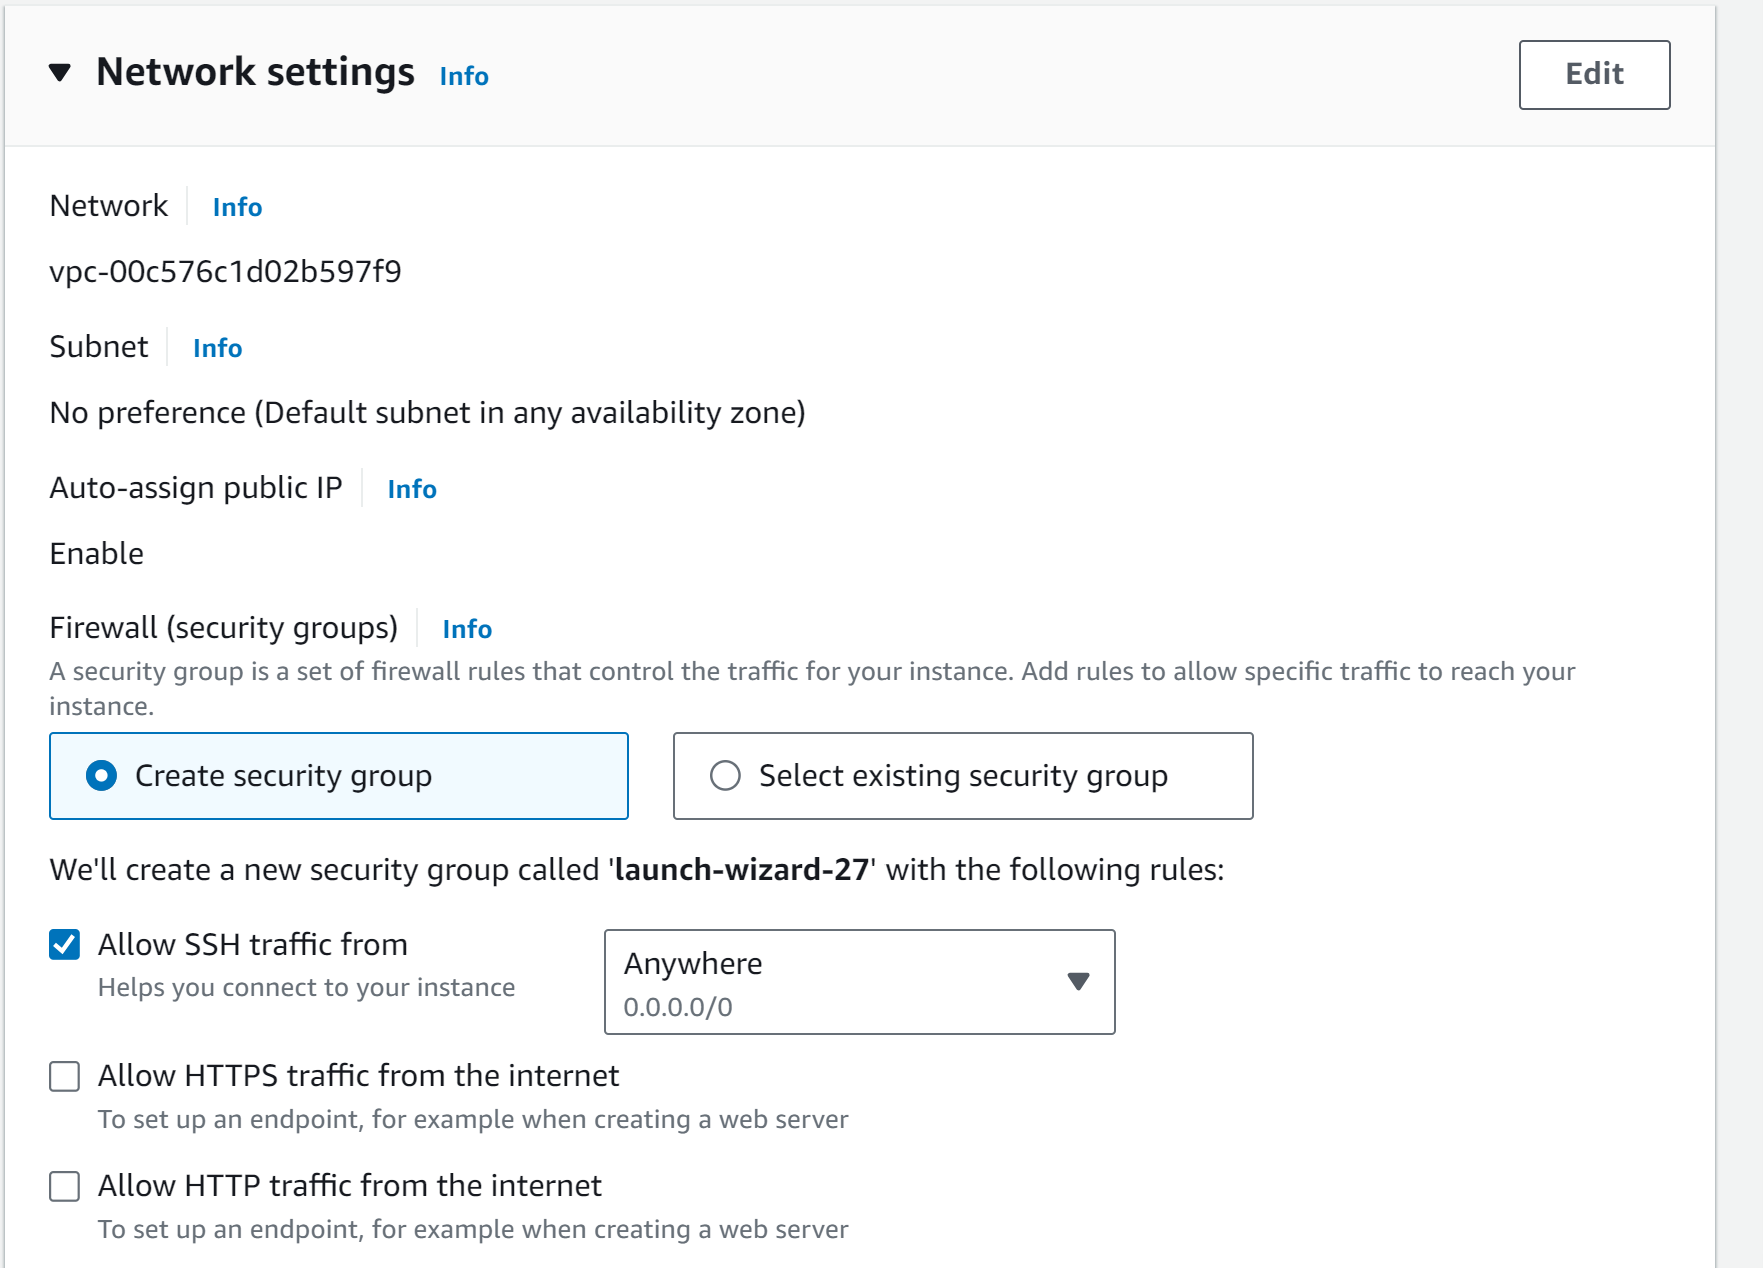 Network settings Info
Edit
Network Info
vpc-00c576c1d02b597f9
Subnet Info
No preference (Default subnet in any availability zone)
Auto-assign public IP Info
Enable
Firewall (security groups) Info
A security group is a set of firewall rules that control the traffic for your instance. Add rules to allow specific traffic to reach your
instance.
Create security group
Select existing security group
We'll create a new security group called 'launch-wizard-27' with the following rules:
Allow SSH traffic from
Helps you connect to your instance
Anywhere
0.0.0.0/0
Allow HTTPS traffic from the internet
To set up an endpoint, for example when creating a web server
Allow HTTP traffic from the internet
To set up an endpoint, for example when creating a web server